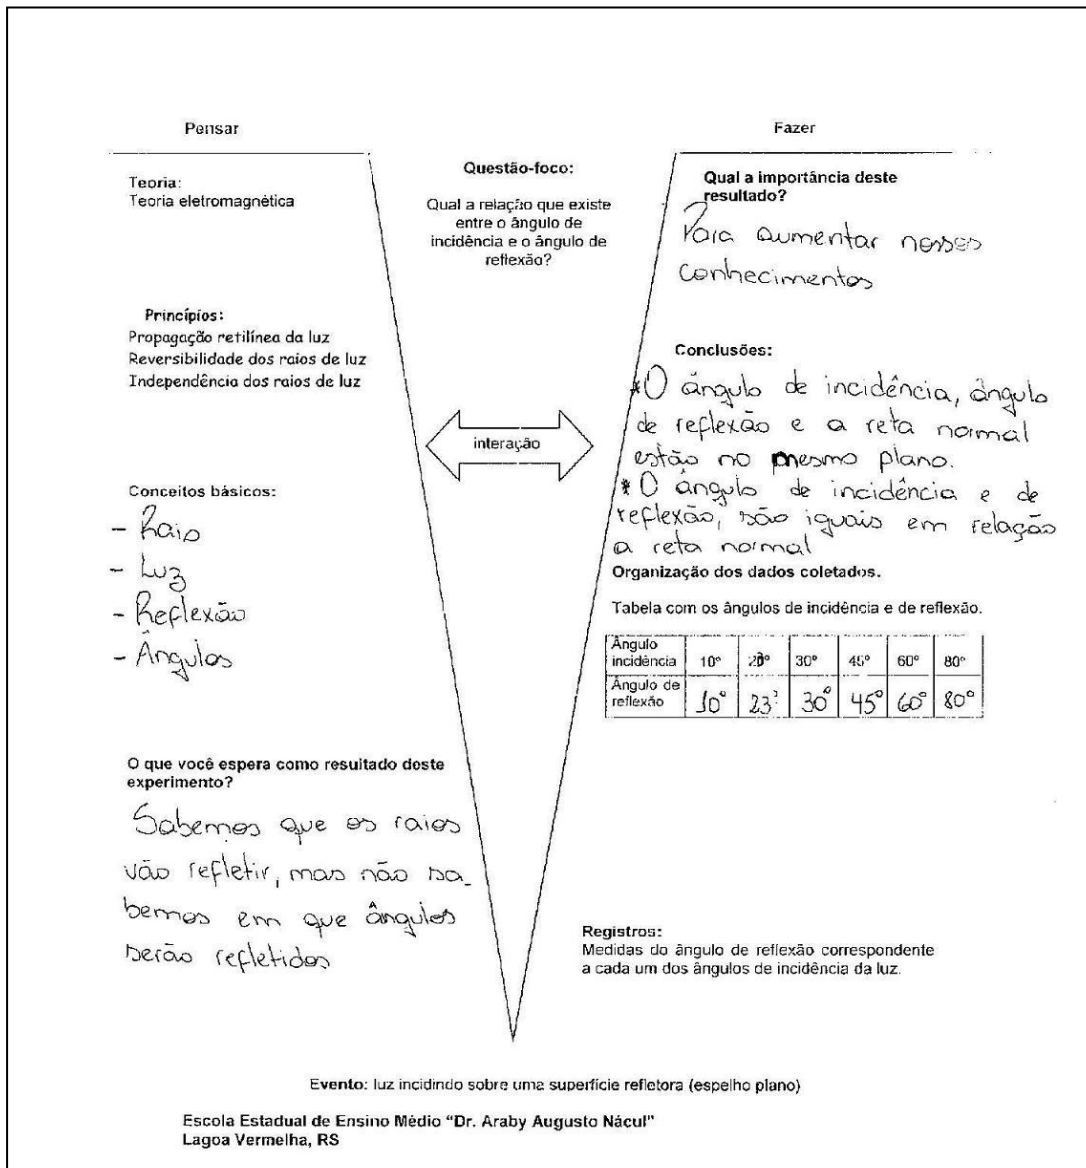 Pensar
Fazer
Teoria:
Teoria eletromagnética
Questão-foco:
Qual a relação que existe
entre o ângulo de
incidência e o ângulo de
reflexão?
Qual a importância deste
resultado?
Para aumentar nossos
conhecimentos
Princípios:
Propagação retilínea da luz
Reversibilidade dos raios de luz
Independência dos raios de luz
Conclusões:
*O ângulo de incidência, ângulo
de reflexão e a reta normal
estão no mesmo plano.
*O ângulo de incidência e de
reflexão, são iguais em relação
a reta normal
interação
Conceitos básicos:
- Raio
- Luz
- Reflexão
- Ângulos
Organização dos dados coletados.
Tabela com os ângulos de incidência e de reflexão.
Ângulo
incidência 10° 30° 45° 60° 80°
Ângulo de
reflexão 10° 23° 30° 45° 60° 80°
O que você espera como resultado deste
experimento?
Sabemos que os raios
vão refletir, mas não sa-
bemos em que ângulos
serão refletidos
Registros:
Medidas do ângulo de reflexão correspondente
a cada um dos ângulos de incidência da luz.
Evento: luz incidindo sobre uma superfície refletora (espelho plano)
Escola Estadual de Ensino Médio "Dr. Araby Augusto Nácul"
Lagoa Vermelha, RS